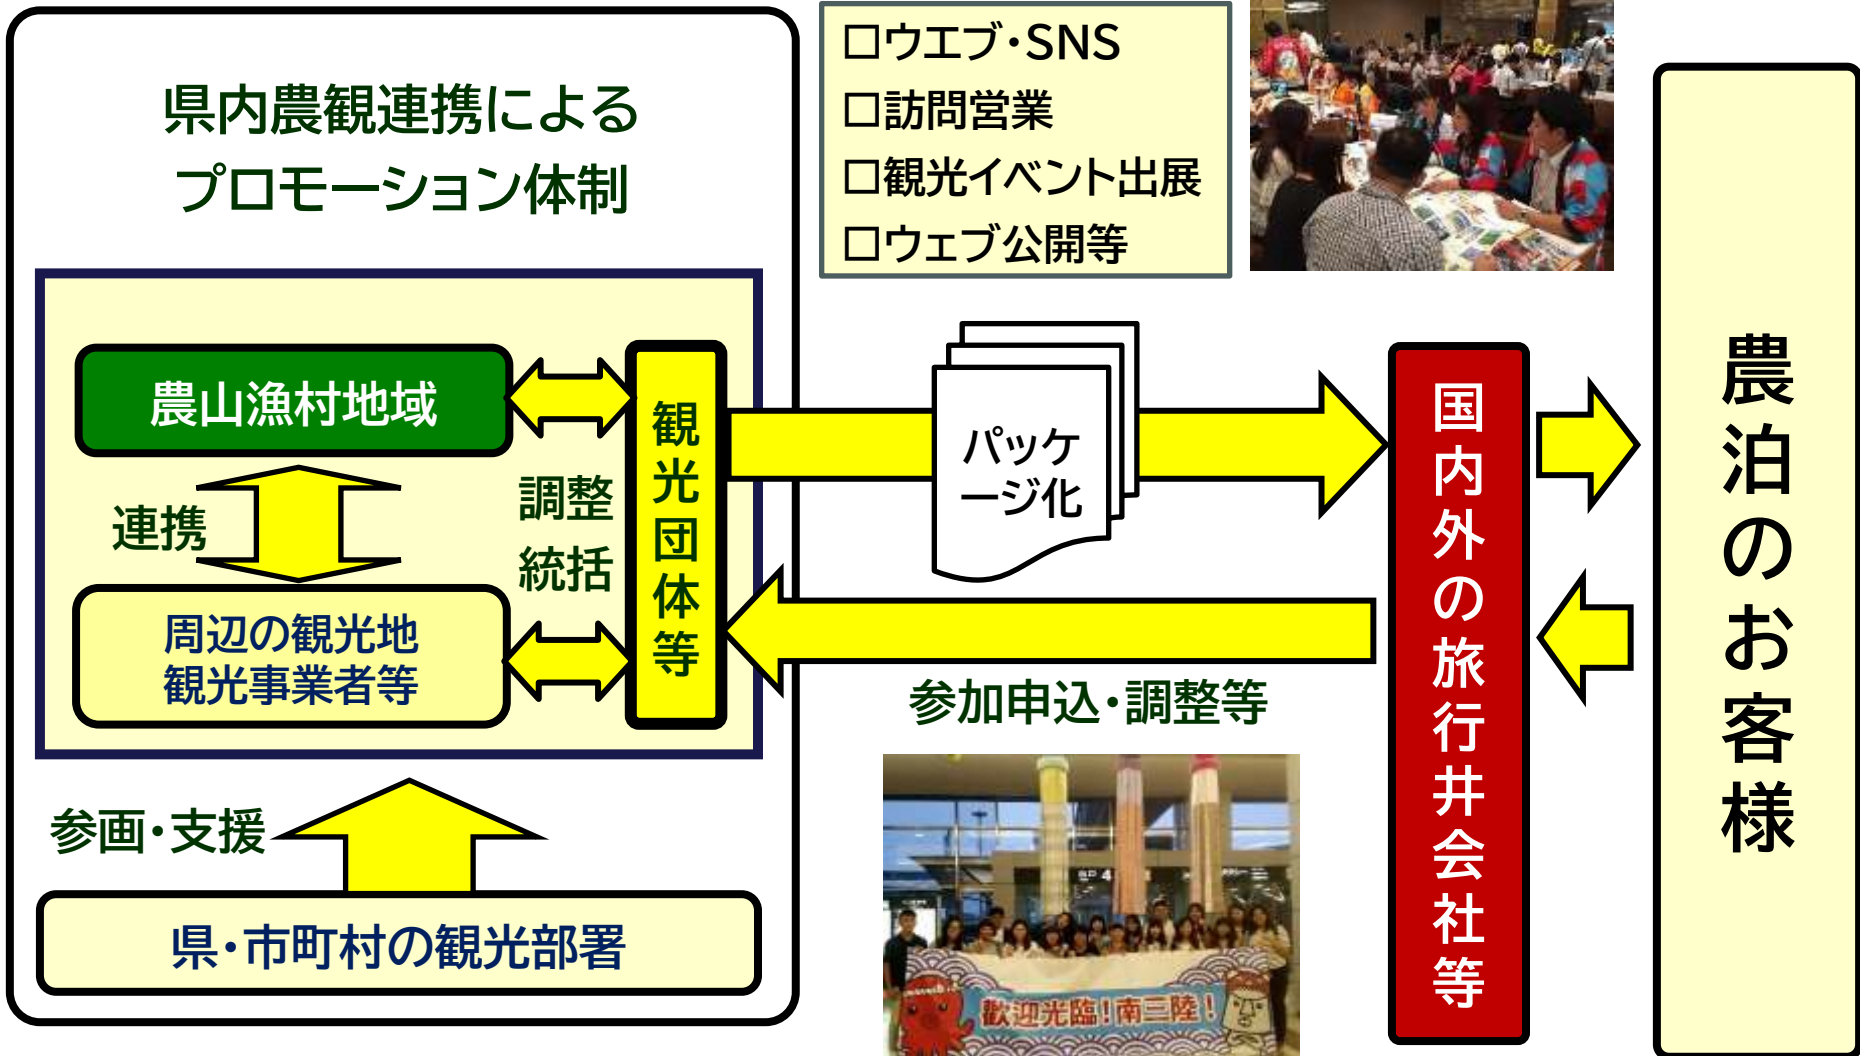 県内農観連携による
プロモーション体制
□ウエブ・SNS
□訪問営業
□観光イベント出展
□ウェブ公開等
農山漁村地域
連携
周辺の観光地
観光事業者等
調整
統括
観光団体等
パッケ
ージ化
参加申込・調整等
国内外の旅行井会社等
農泊のお客様
参画・支援
県・市町村の観光部署
歡迎光臨!南三陸!